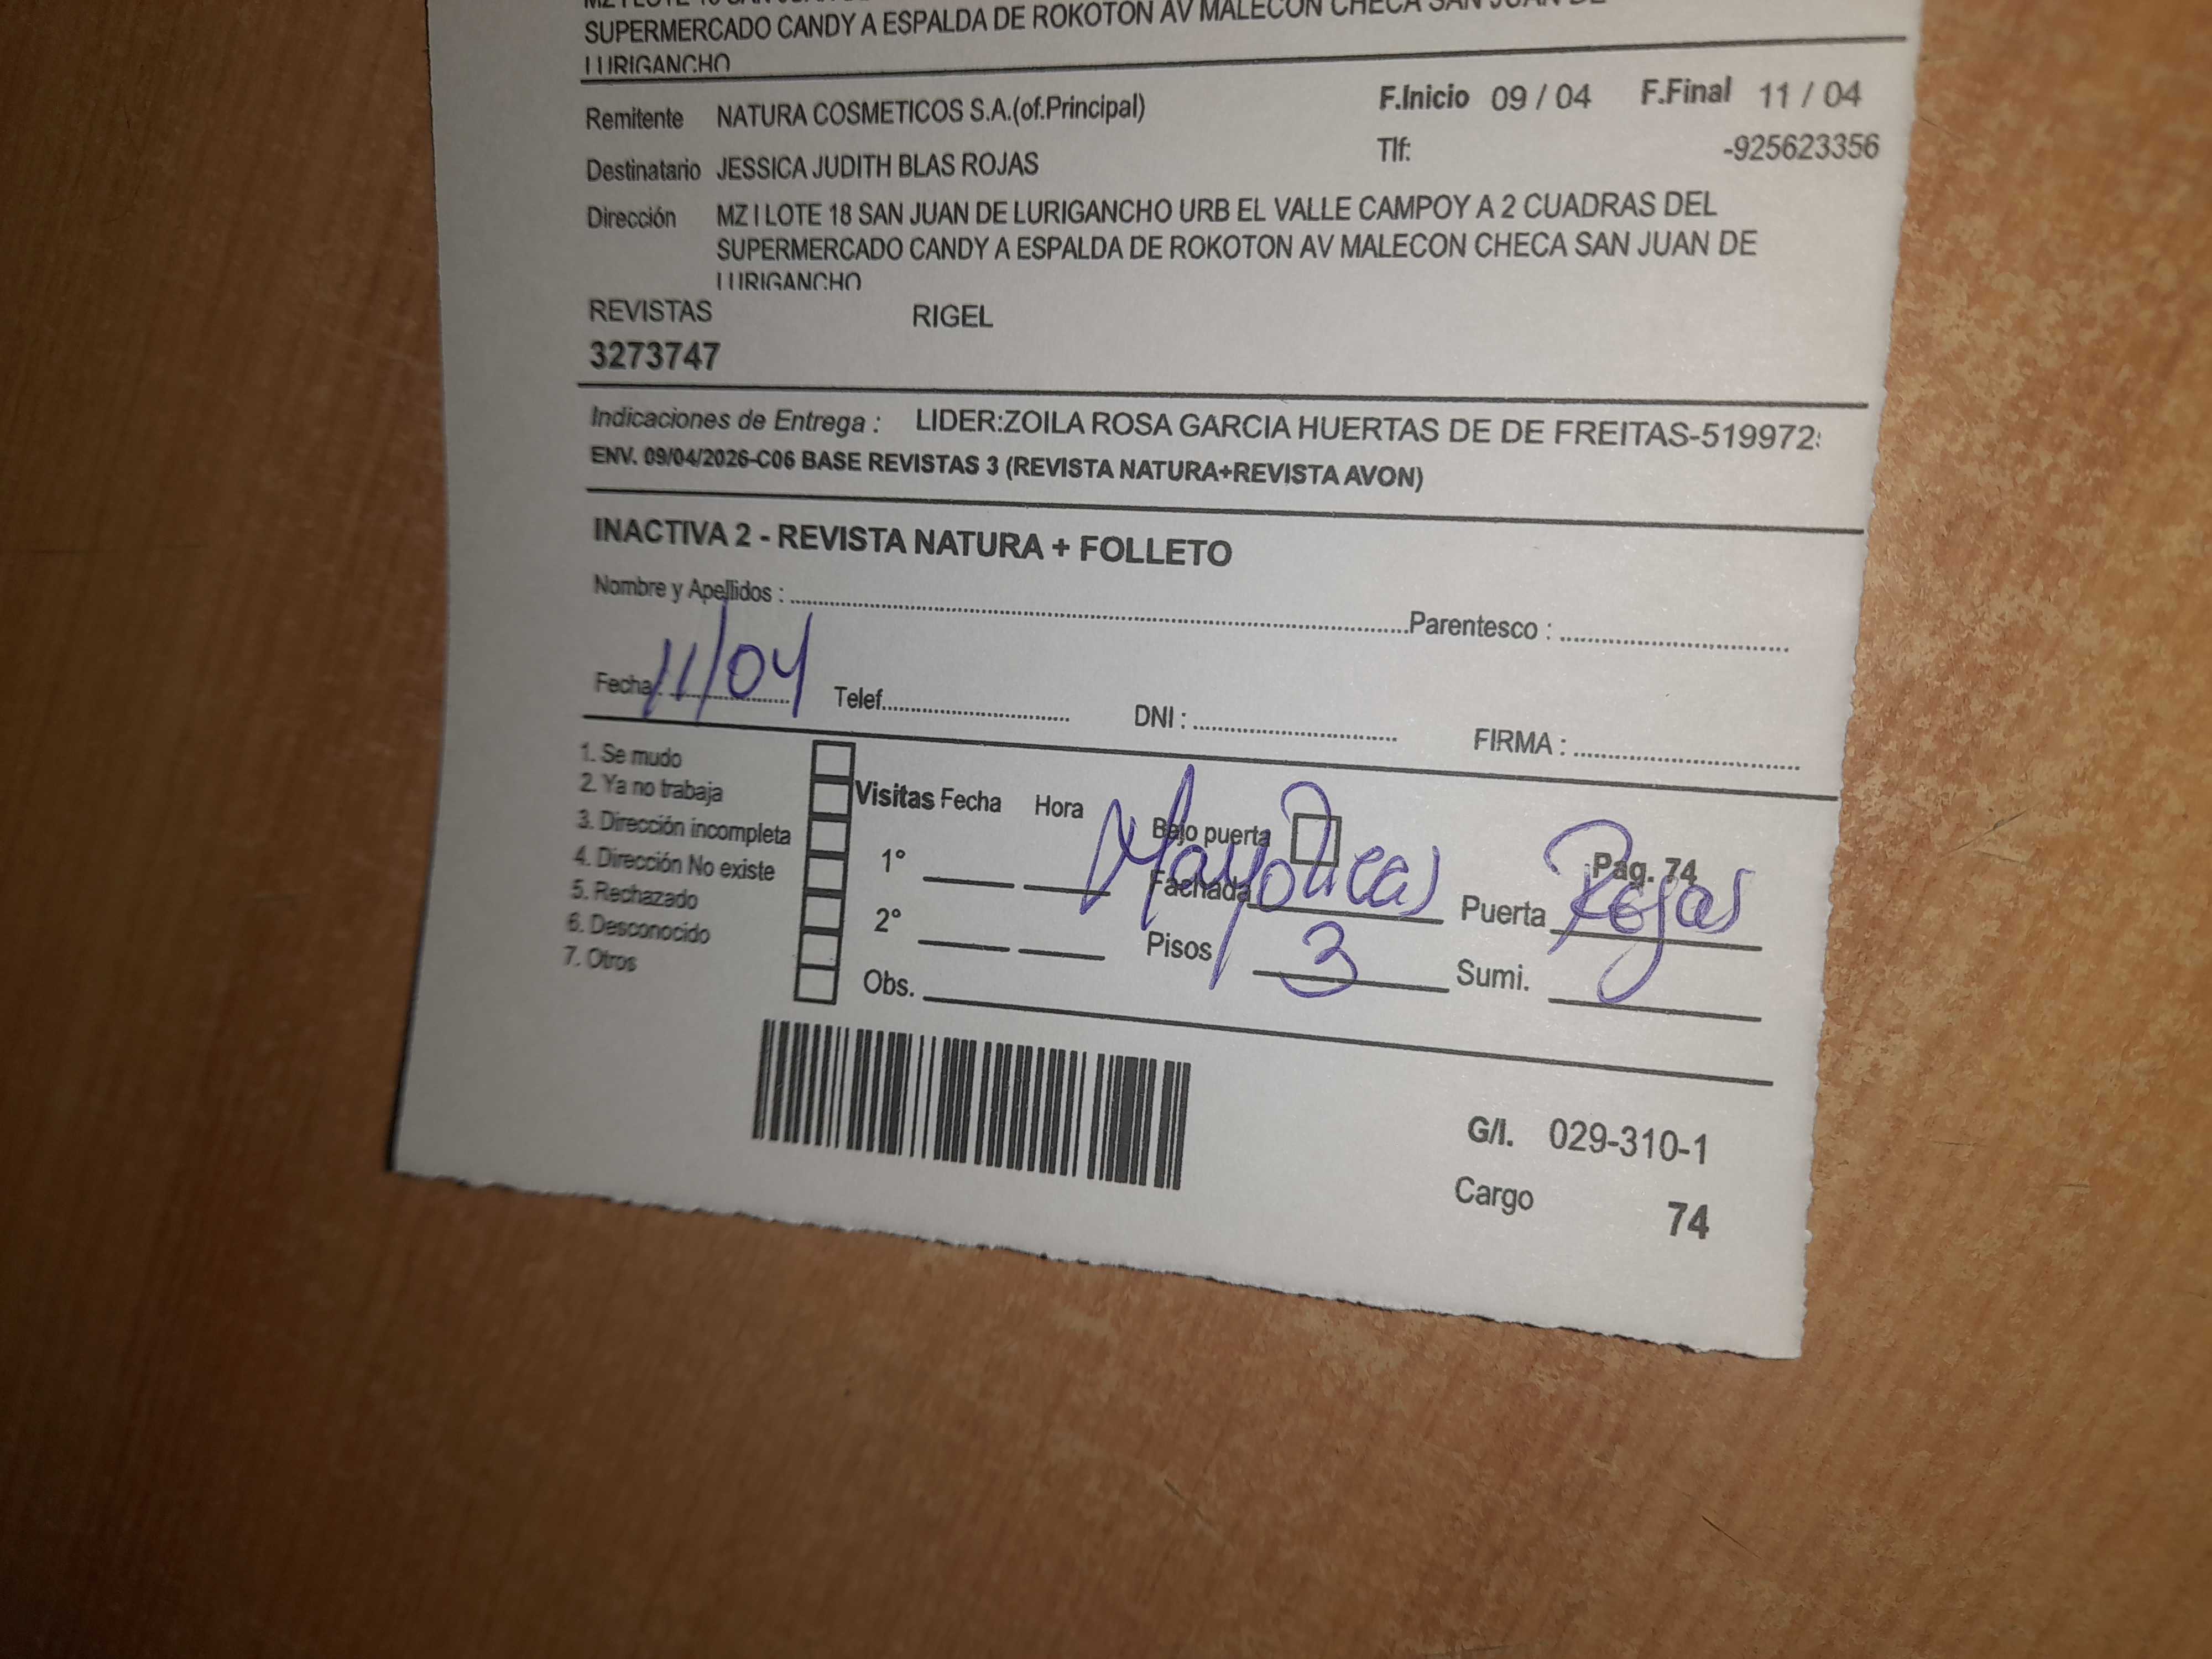 SUPERMERCADO CANDY A ESPALDA DE ROKOTON AV MALECON CHECA SAN JUAN DE
LURIGANCHO
Remitente NATURA COSMETICOS S.A.(of.Principal) F.Inicio 09 / 04 F.Final 11 / 04
Destinatario JESSICA JUDITH BLAS ROJAS Tlf: -925623356
Dirección MZ I LOTE 18 SAN JUAN DE LURIGANCHO URB EL VALLE CAMPOY A 2 CUADRAS DEL
SUPERMERCADO CANDY A ESPALDA DE ROKOTON AV MALECON CHECA SAN JUAN DE
LURIGANCHO
REVISTAS RIGEL
3273747
Indicaciones de Entrega : LIDER:ZOILA ROSA GARCIA HUERTAS DE DE FREITAS-519972
ENV. 09/04/2026-C06 BASE REVISTAS 3 (REVISTA NATURA+REVISTA AVON)
INACTIVA 2 - REVISTA NATURA + FOLLETO
Nombre y Apellidos : Parentesco :
Fecha: 11/04 Telef. DNI : FIRMA :
1. Se mudo
2. Ya no trabaja
3. Dirección incompleta
4. Dirección No existe
5. Rechazado
6. Desconocido
7. Otros
Visitas Fecha Hora Bajo puerta Pag. 74
1° Fachada Mayolicas Puerta Rejas
2° Pisos 3 Sumi.
Obs.
G/I. 029-310-1
Cargo 74